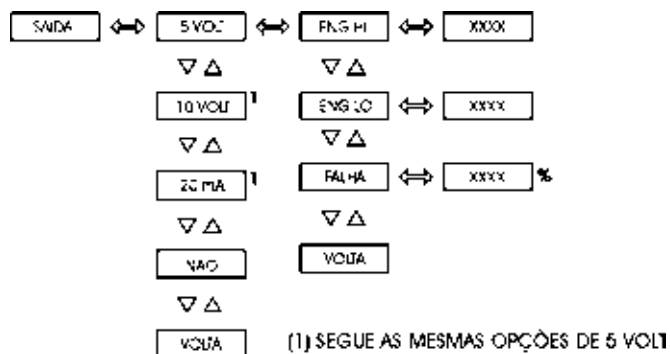 SAIDA 5 VOLT ENG HI XXXX
10 VOLT 1 ENG LO XXXX
20 mA 1 FALHA XXXX %
NAO VOLTA
VOLTA (1) SEGUE AS MESMAS OPÇÕES DE 5 VOLT